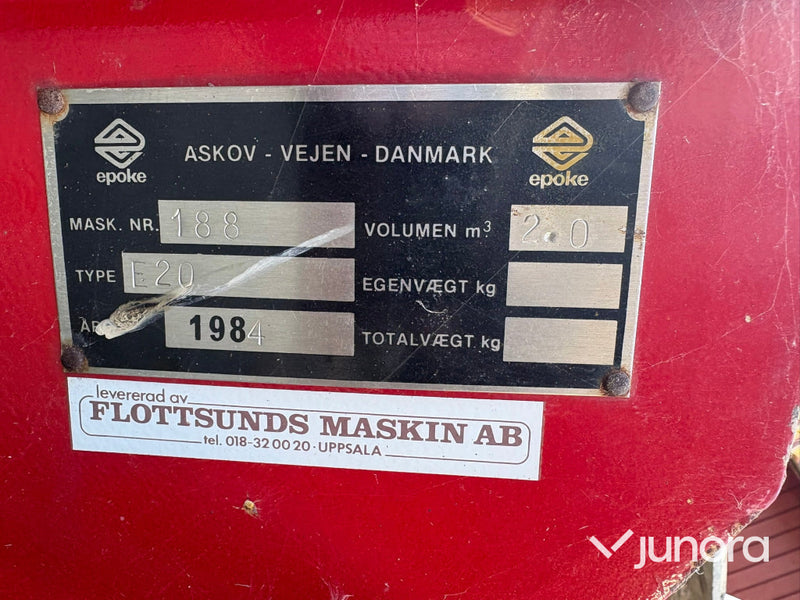 epoke
ASKOV - VEJEN - DANMARK
epoke
MASK. NR. 188
VOLUMEN m³ 2.0
TYPE E20
EGENVÆGT kg
1984
TOTALVÆGT kg
levererad av
FLOTTSUNDS MASKIN AB
tel. 018-32 00 20 · UPPSALA
junora